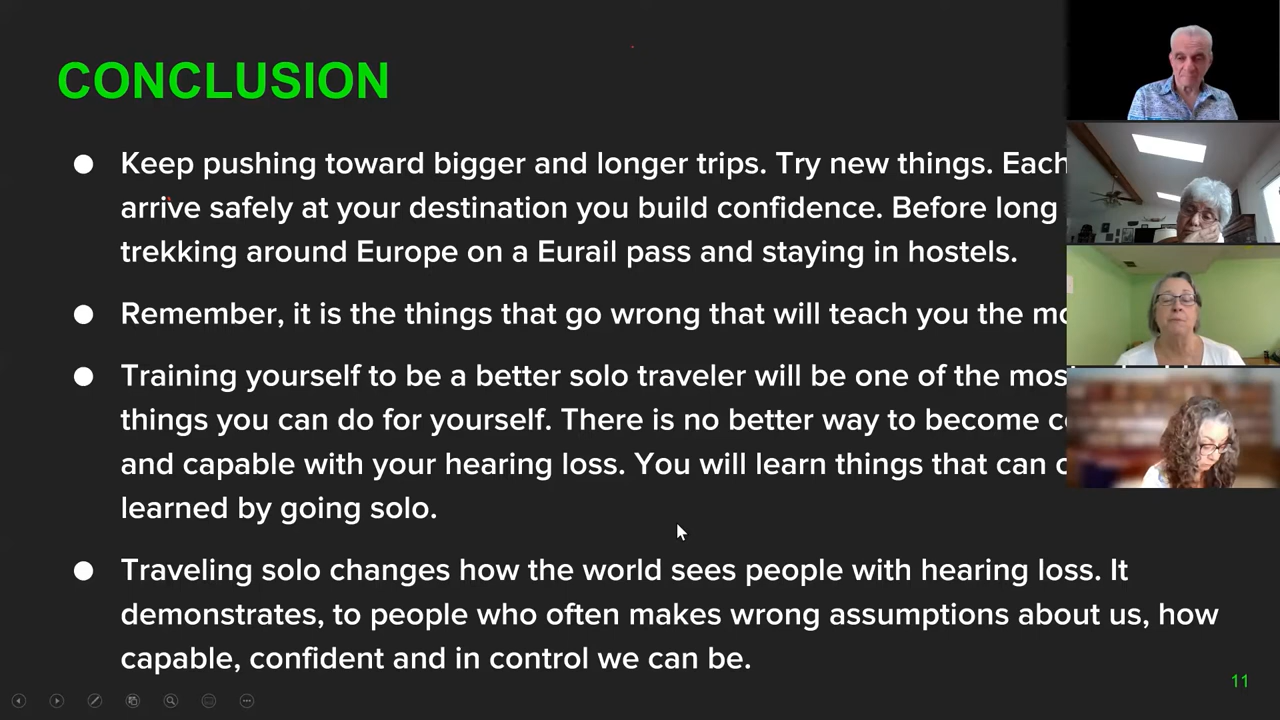 CONCLUSION
● Keep pushing toward bigger and longer trips. Try new things. Each
arrive safely at your destination you build confidence. Before long
trekking around Europe on a Eurail pass and staying in hostels.
● Remember, it is the things that go wrong that will teach you the
● Training yourself to be a better solo traveler will be one of the
things you can do for yourself. There is no better way to become
and capable with your hearing loss. You will learn things that can
learned by going solo.
● Traveling solo changes how the world sees people with hearing loss. It
demonstrates, to people who often makes wrong assumptions about us, how
capable, confident and in control we can be.
11